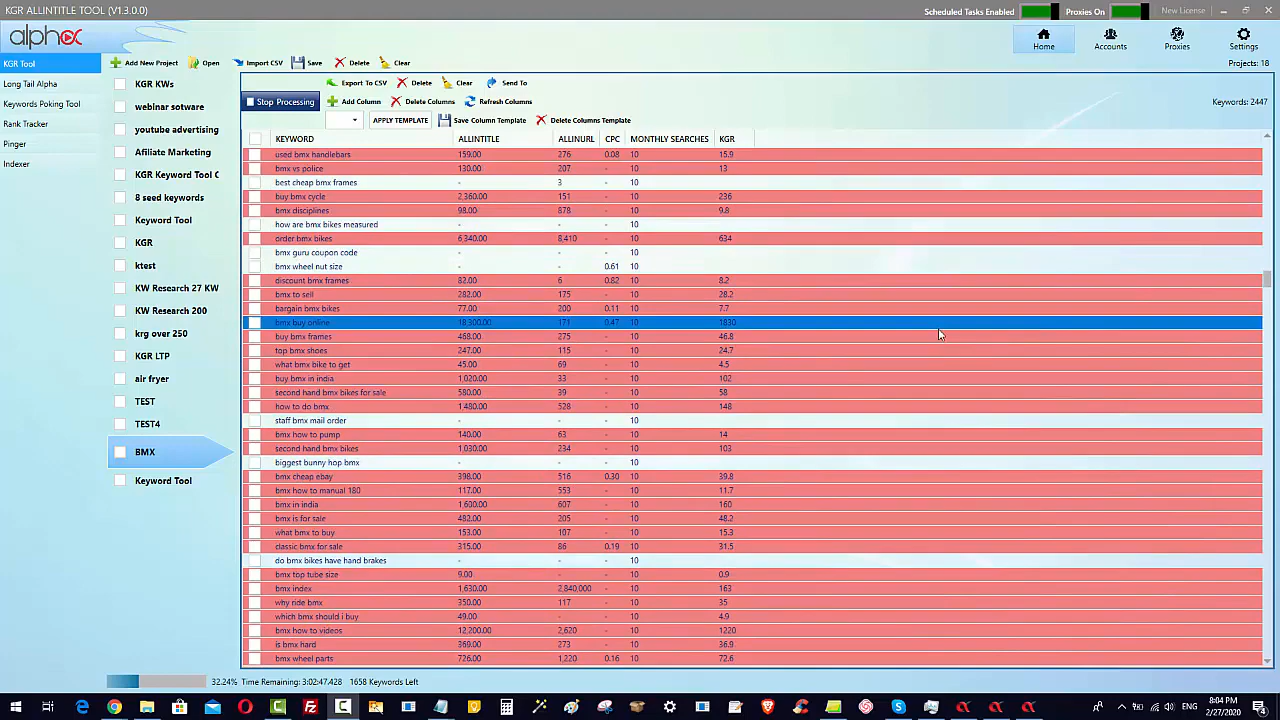 KGR ALLINTITLE TOOL (V1.3.0.0)
Scheduled Tasks Enabled Proxies On New License
alpha
Home Accounts Proxies Settings
KGR Tool
Long Tail Alpha
Keywords Poking Tool
Rank Tracker
Pinger
Indexer
Add New Project Open Import CSV Save Delete Clear
Projects: 18
KGR KWs
webinar sotware
youtube advertising
Afiliate Marketing
KGR Keyword Tool C
8 seed keywords
Keyword Tool
KGR
ktest
KW Research 27 KW
KW Research 200
krg over 250
KGR LTP
air fryer
TEST
TEST4
BMX
Keyword Tool
Export To CSV Delete Clear Send To
Stop Processing Add Column Delete Columns Refresh Columns
Keywords: 2447
APPLY TEMPLATE Save Column Template Delete Columns Template
KEYWORD ALLINTITLE ALLINURL CPC MONTHLY SEARCHES KGR
used bmx handlebars 159.00 276 0.08 10 15.9
bmx vs police 130.00 207 - 10 13
best cheap bmx frames - 3 10
buy bmx cycle 2,360.00 151 - 10 236
bmx disciplines 98.00 878 - 10 9.8
how are bmx bikes measured - - - 10
order bmx bikes 6 340.00 8,410 - 10 634
bmx guru coupon code - - - 10
bmx wheel nut size - - 0.61 10
discount bmx frames 82.00 6 0.82 10 8.2
bmx to sell 282.00 175 - 10 28.2
bargain bmx bikes 77.00 200 0.11 10 7.7
bmx buy online 18 300.00 171 0.47 10 1830
buy bmx frames 468.00 275 - 10 46.8
top bmx shoes 247.00 115 - 10 24.7
what bmx bike to get 45.00 69 - 10 4.5
buy bmx in india 1,020.00 33 - 10 102
second hand bmx bikes for sale 580.00 39 - 10 58
how to do bmx 1 480.00 528 - 10 148
staff bmx mail order - - - 10
bmx how to pump 140.00 63 - 10 14
second hand bmx bikes 1,030.00 234 - 10 103
biggest bunny hop bmx - - - 10
bmx cheap ebay 398.00 516 0.30 10 39.8
bmx how to manual 180 117.00 553 - 10 11.7
bmx in india 1,600.00 607 - 10 160
bmx is for sale 482.00 205 - 10 48.2
what bmx to buy 153.00 107 - 10 15.3
classic bmx for sale 315.00 86 0.19 10 31.5
do bmx bikes have hand brakes - - - 10
bmx top tube size 9.00 - - 10 0.9
bmx index 1,630.00 2,840,000 - 10 163
why ride bmx 350.00 117 - 10 35
which bmx should i buy 49.00 - - 10 4.9
bmx how to videos 12,200.00 2,620 - 10 1220
is bmx hard 369.00 273 - 10 36.9
bmx wheel parts 726.00 1,220 0.16 10 72.6
32.24% Time Remaining: 3:02:47.428 1658 Keywords Left
ENG
8:04 PM
2/27/2020